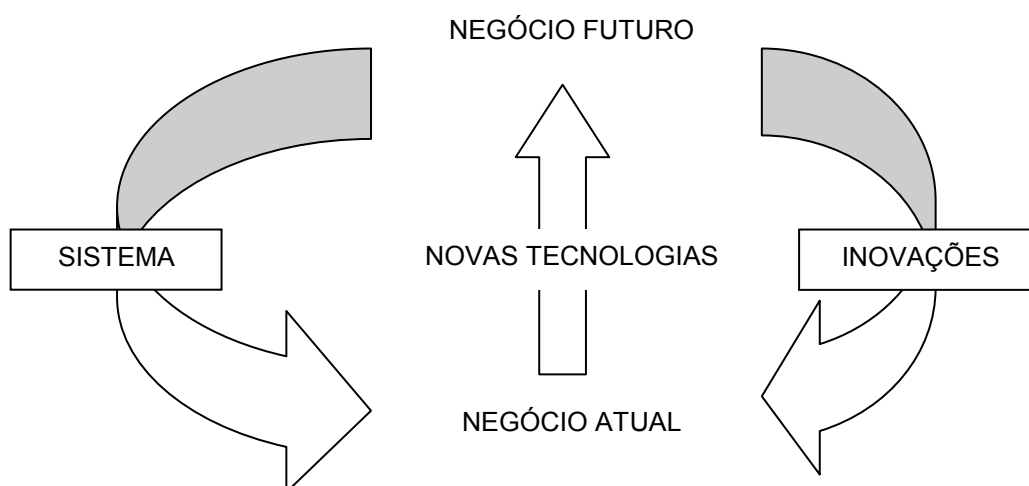 NEGÓCIO FUTURO
SISTEMA
NOVAS TECNOLOGIAS
INOVAÇÕES
NEGÓCIO ATUAL